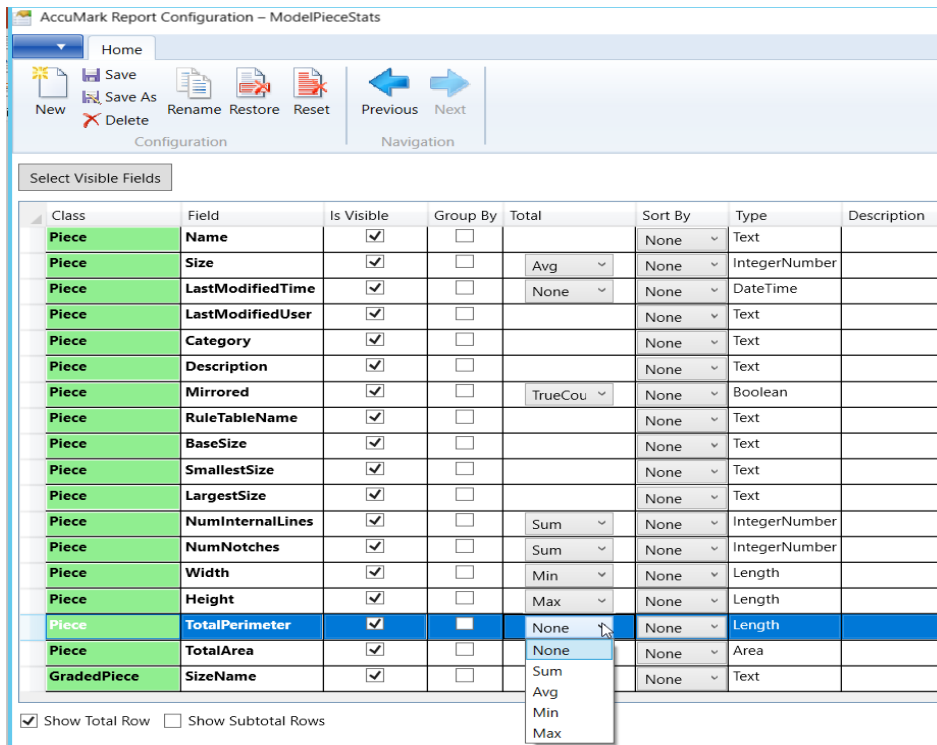 AccuMark Report Configuration – ModelPieceStats
Home
New
Save
Save As
Delete
Rename Restore Reset
Previous Next
Configuration Navigation
Select Visible Fields
Class Field Is Visible Group By Total Sort By Type Description
Piece Name None Text
Piece Size Avg None IntegerNumber
Piece LastModifiedTime None None DateTime
Piece LastModifiedUser None Text
Piece Category None Text
Piece Description None Text
Piece Mirrored TrueCou None Boolean
Piece RuleTableName None Text
Piece BaseSize None Text
Piece SmallestSize None Text
Piece LargestSize None Text
Piece NumInternalLines Sum None IntegerNumber
Piece NumNotches Sum None IntegerNumber
Piece Width Min None Length
Piece Height Max None Length
Piece TotalPerimeter None None Length
Piece TotalArea None Area
GradedPiece SizeName None Text
None
Sum
Avg
Min
Max
Show Total Row Show Subtotal Rows